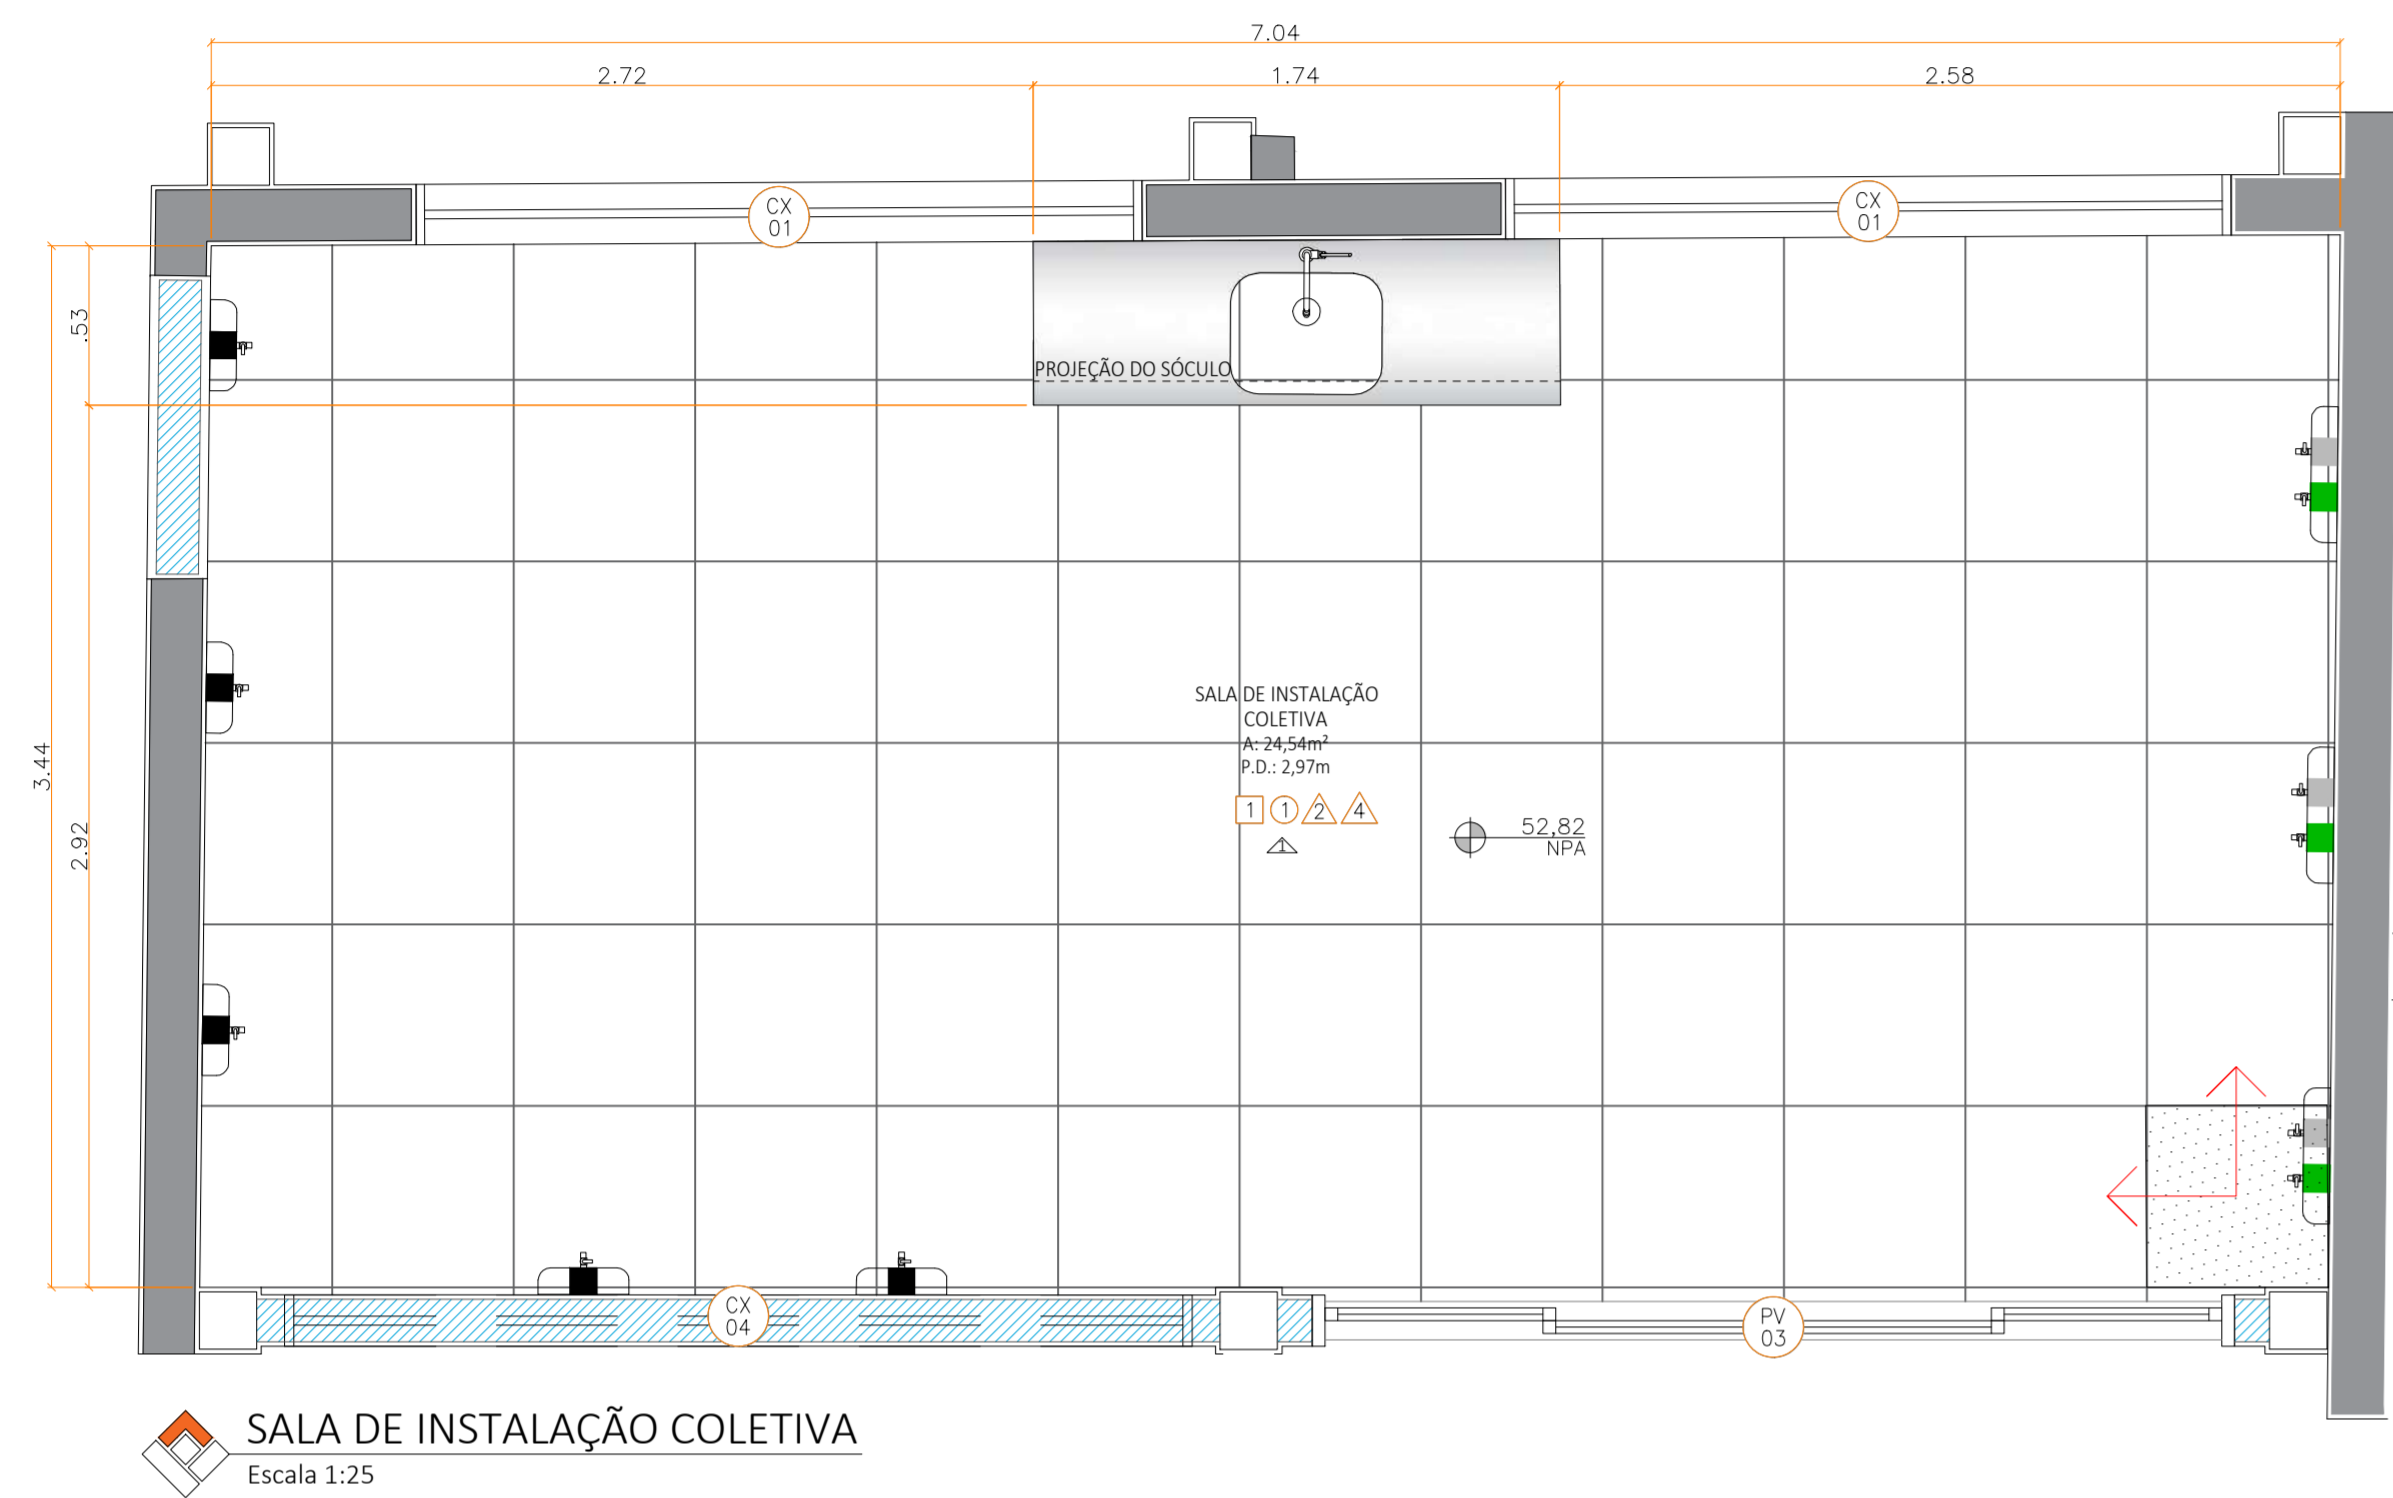 7.04
2.72
1.74
2.58
CX
01
CX
01
.53
PROJEÇÃO DO SÓCULO
3.44
2.92
SALA DE INSTALAÇÃO
COLETIVA
A: 24,54m²
P.D.: 2,97m
1 1 2 4
1
52,82
NPA
CX
04
PV
03
SALA DE INSTALAÇÃO COLETIVA
Escala 1:25